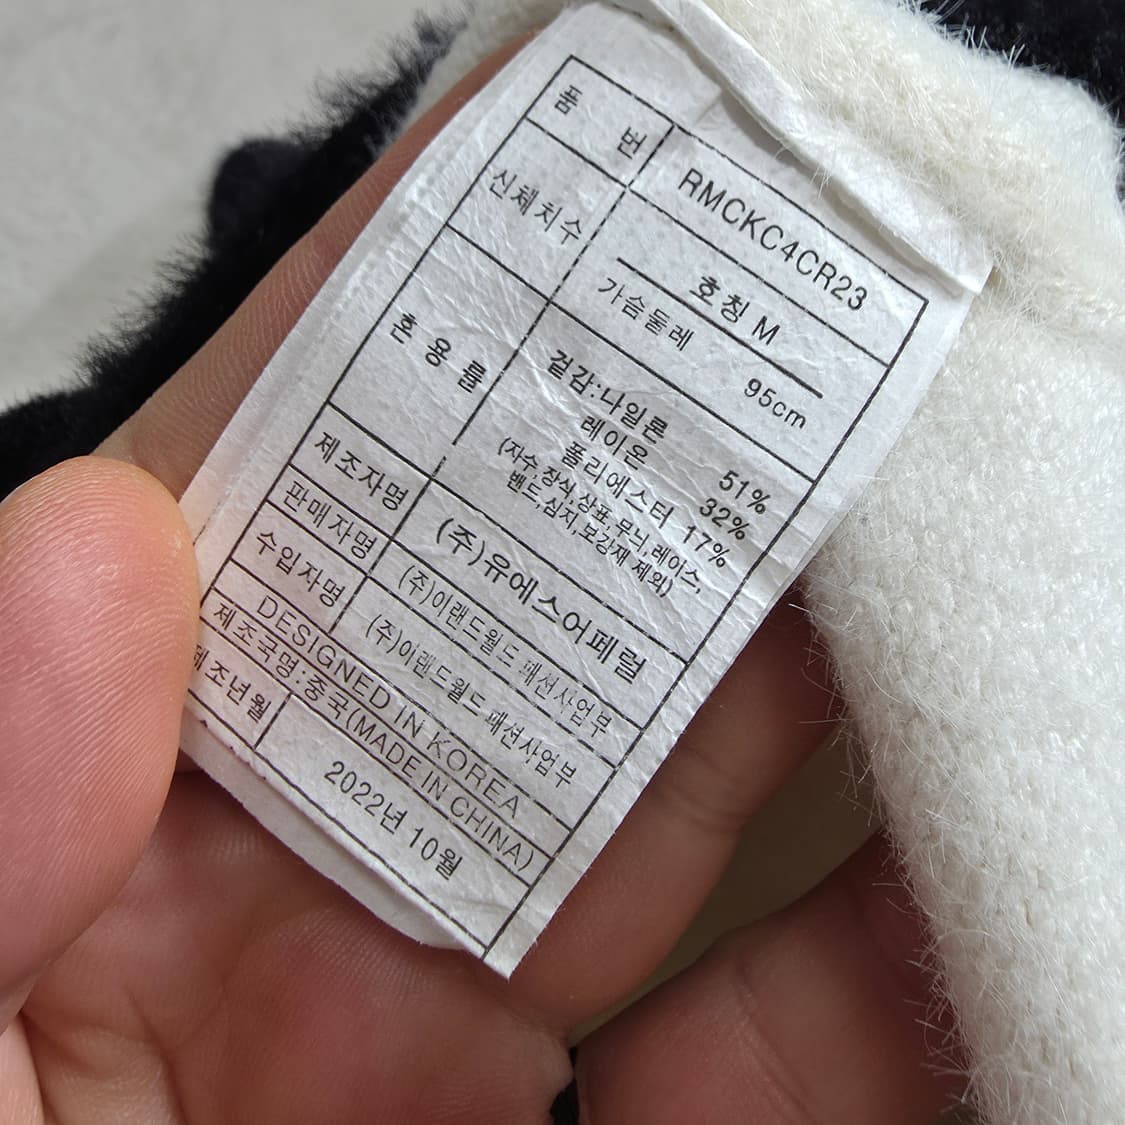 품 번 RMCKC4CR23
신체치수 호칭 M
가슴둘레 95cm
혼용률 겉감:나일론 51%
레이온 32%
폴리에스터 17%
(자수,장식,상표,무늬,레이스,
밴드,심지,보강재 제외)
제조자명 (주)유에스어페럴
판매자명 (주)이랜드월드 패션사업부
수입자명 (주)이랜드월드 패션사업부
DESIGNED IN KOREA
제조국명:중국(MADE IN CHINA)
제조년월 2022년 10월